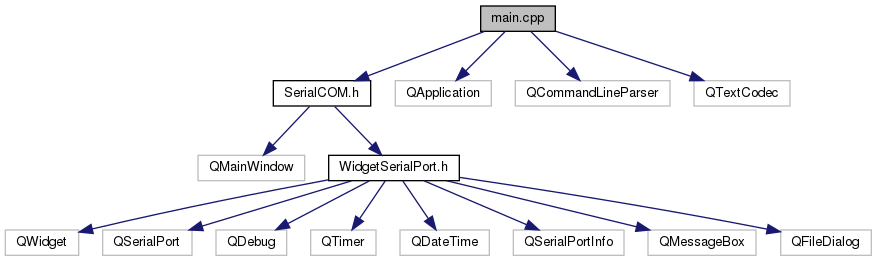 main.cpp
SerialCOM.h
QApplication
QCommandLineParser
QTextCodec
QMainWindow
WidgetSerialPort.h
QWidget
QSerialPort
QDebug
QTimer
QDateTime
QSerialPortInfo
QMessageBox
QFileDialog